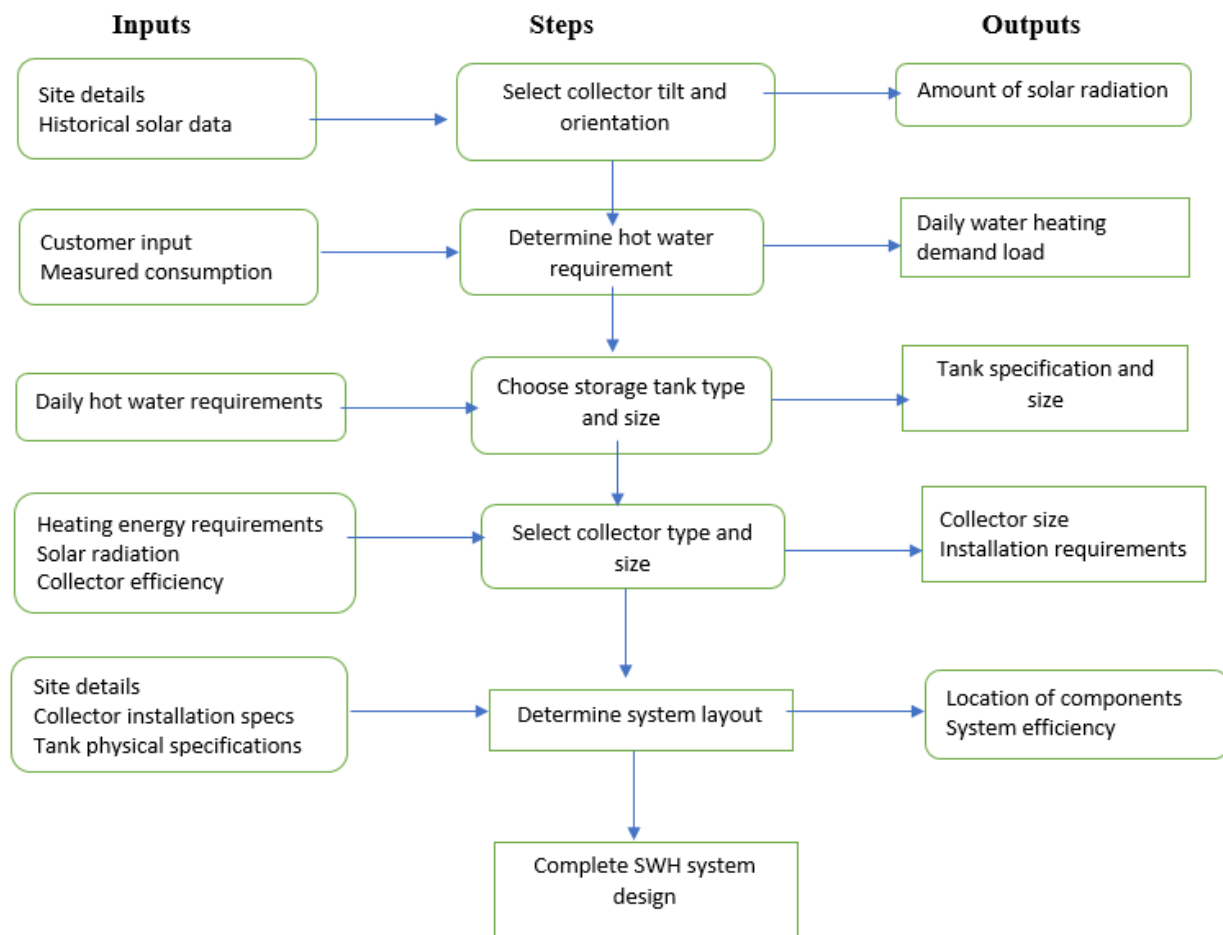 Inputs
Steps
Outputs
Site details
Historical solar data
Select collector tilt and
orientation
Amount of solar radiation
Customer input
Measured consumption
Determine hot water
requirement
Daily water heating
demand load
Daily hot water requirements
Choose storage tank type
and size
Tank specification and
size
Heating energy requirements
Solar radiation
Collector efficiency
Select collector type and
size
Collector size
Installation requirements
Site details
Collector installation specs
Tank physical specifications
Determine system layout
Location of components
System efficiency
Complete SWH system
design